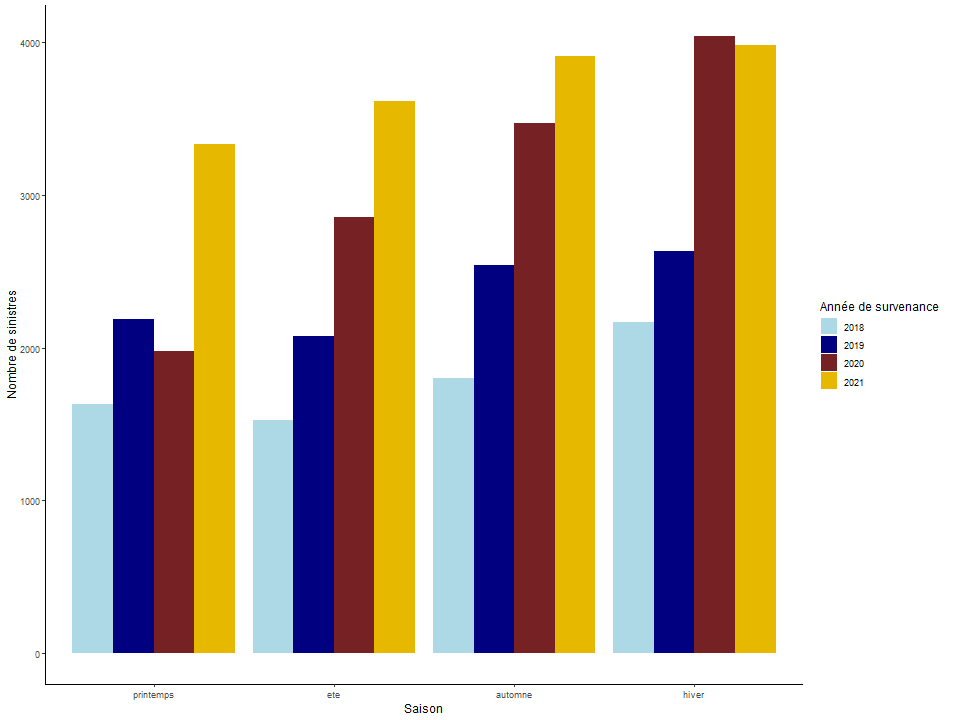 4000
3000
2000
1000
0
Nombre de sinistres
printemps
ete
automne
hiver
Saison
Année de survenance
2018
2019
2020
2021